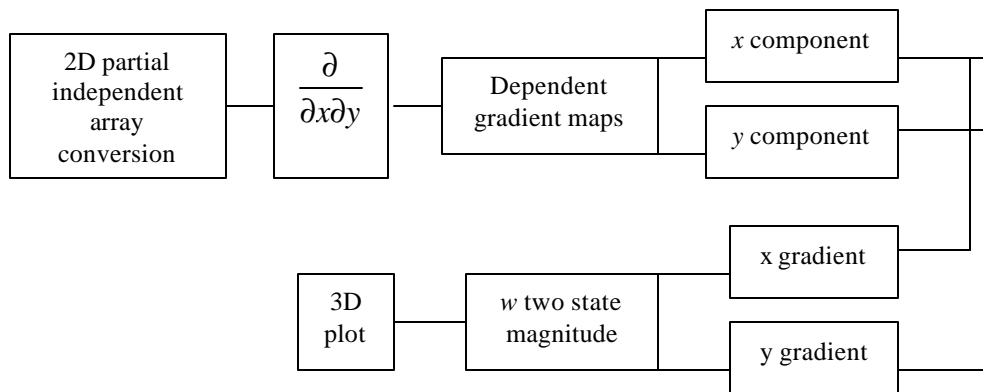 2D partial
independent
array
conversion
∂
∂x∂y
Dependent
gradient maps
x component
y component
x gradient
y gradient
w two state
magnitude
3D
plot